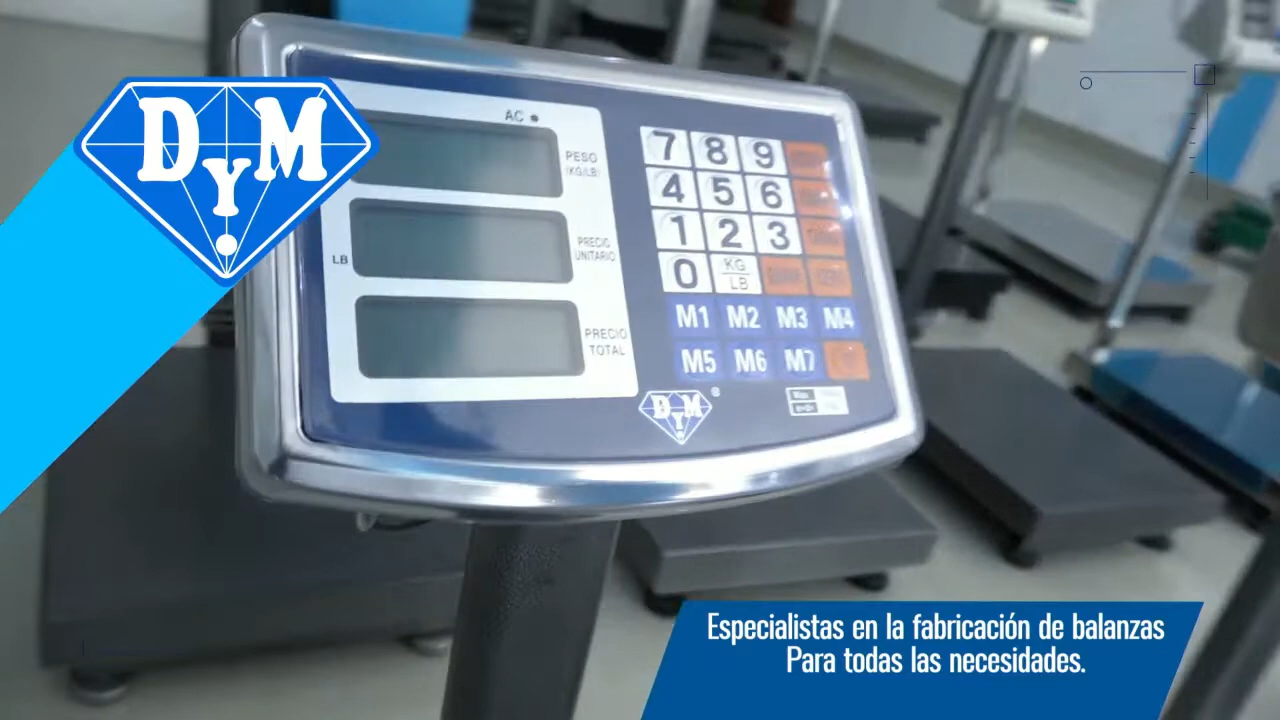 DYM
AC
PESO
(KG/LB)
PRECIO
UNITARIO
LB
PRECIO
TOTAL
7 8 9
4 5 6
1 2 3
0 KG
LB
M1 M2 M3 M4
M5 M6 M7
DYM ®
Especialistas en la fabricación de balanzas
Para todas las necesidades.